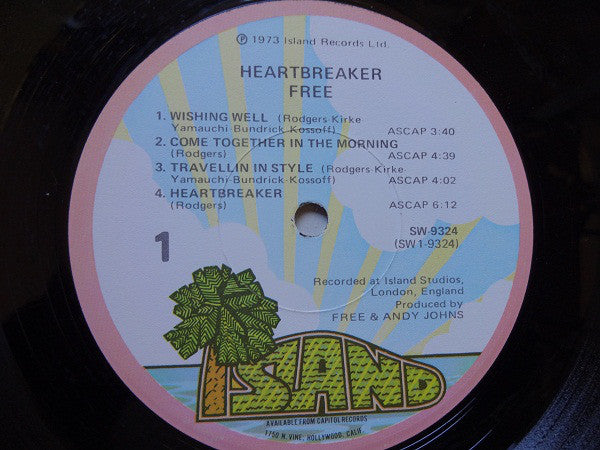 ℗ 1973 Island Records Ltd.
HEARTBREAKER
FREE
1. WISHING WELL (Rodgers-Kirke
Yamauchi-Bundrick-Kossoff) ASCAP 3:40
2. COME TOGETHER IN THE MORNING
(Rodgers) ASCAP 4:39
3. TRAVELLIN IN STYLE (Rodgers-Kirke
Yamauchi-Bundrick-Kossoff) ASCAP 4:02
4. HEARTBREAKER
(Rodgers) ASCAP 6:12
SW-9324
(SW1-9324)
1
Recorded at Island Studios,
London, England
Produced by
FREE & ANDY JOHNS
ISLAND
AVAILABLE FROM CAPITOL RECORDS
1750 N. VINE, HOLLYWOOD, CALIF.